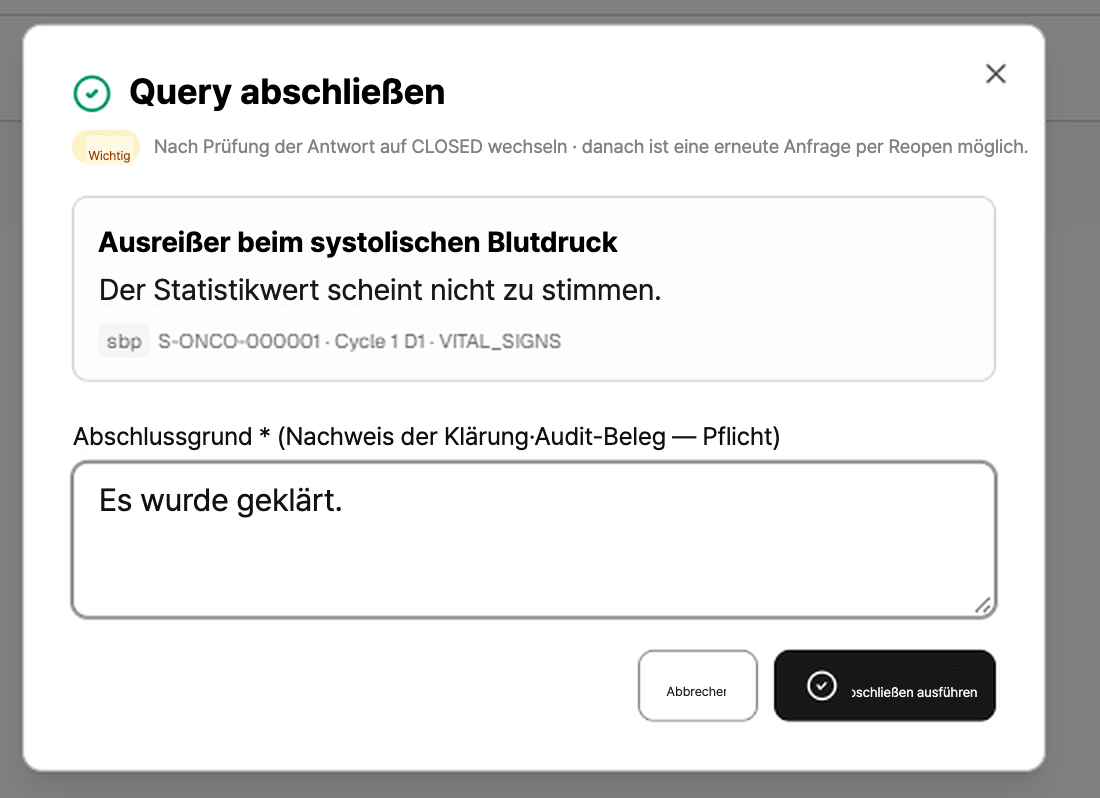 Query abschließen
Wichtig Nach Prüfung der Antwort auf CLOSED wechseln · danach ist eine erneute Anfrage per Reopen möglich.
Ausreißer beim systolischen Blutdruck
Der Statistikwert scheint nicht zu stimmen.
sbp S-ONCO-000001 · Cycle 1 D1 · VITAL_SIGNS
Abschlussgrund * (Nachweis der Klärung·Audit-Beleg — Pflicht)
Es wurde geklärt.
Abbrechen
ausführen